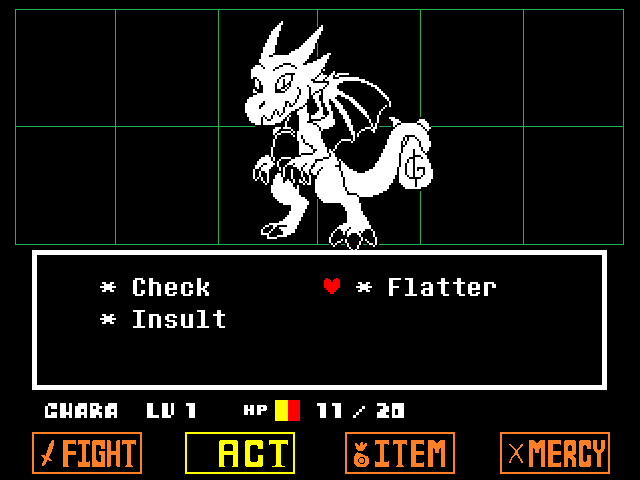 G
* Check * Flatter
* Insult
CHARA LV 1 HP 11 / 20
FIGHT ACT ITEM MERCY